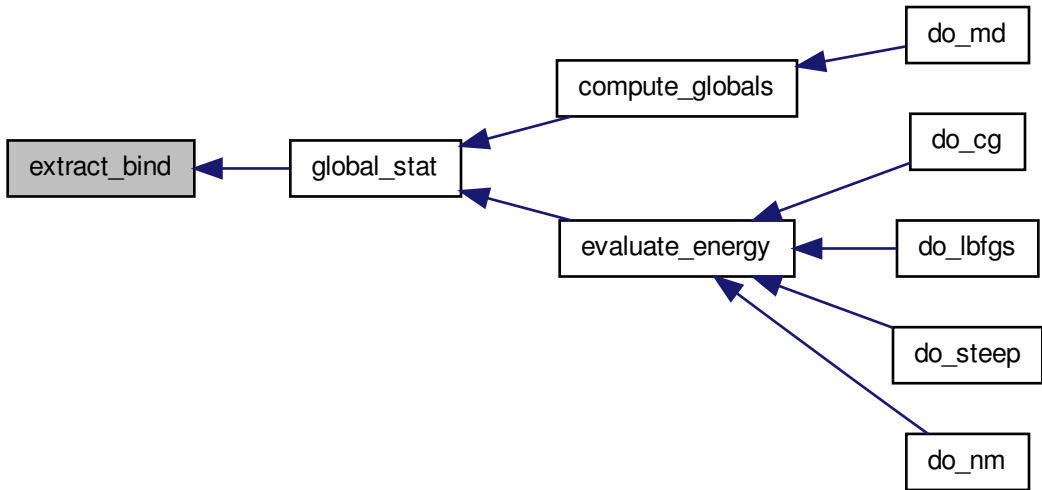 do_md
compute_globals
do_cg
extract_bind
global_stat
do_lbfgs
evaluate_energy
do_steep
do_nm